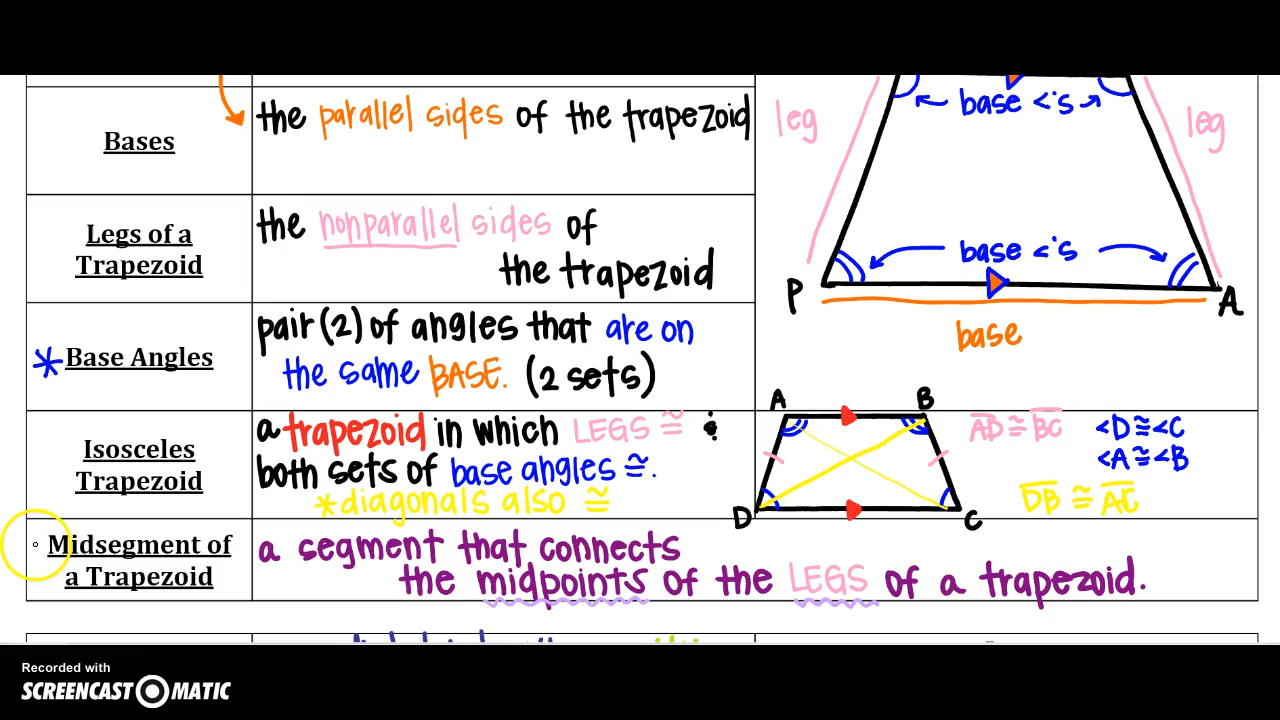 Bases
the parallel sides of the trapezoid
Legs of a
Trapezoid
the nonparallel sides of
the trapezoid
* Base Angles
pair (2) of angles that are on
the same BASE. (2 sets)
Isosceles
Trapezoid
a trapezoid in which LEGS ≅ &
both sets of base angles ≅.
*diagonals also ≅
Midsegment of
a Trapezoid
a segment that connects
the midpoints of the LEGS of a trapezoid.
base <'s
leg
leg
base <'s
P
A
base
A
B
D
C
AD ≅ BC
<D ≅ <C
<A ≅ <B
DB ≅ AC
Recorded with
SCREENCAST MATIC